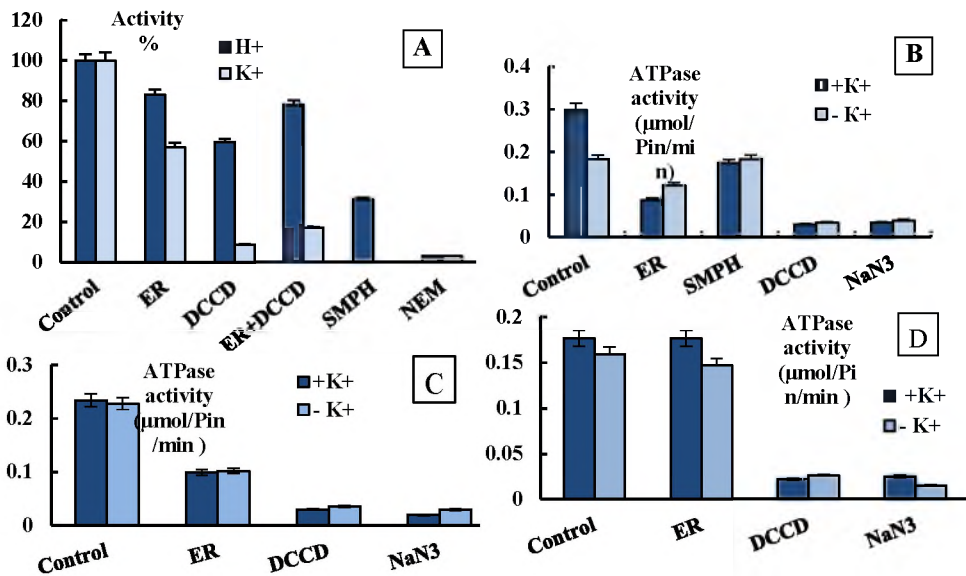 Activity
%
A
H+
K+
120
100
80
60
40
20
0
Control
ER
DCCD
ER+DCCD
SMPH
NEM
B
ATPase
activity
(µmol/
Pin/mi
n)
+K+
- K+
0.4
0.3
0.2
0.1
0
Control
ER
SMPH
DCCD
NaN3
C
ATPase
activity
(µmol/Pin
/min )
+K+
- K+
0.3
0.2
0.1
0
Control
ER
DCCD
NaN3
D
ATPase
activity
(µmol/Pi
n/min )
+K+
- K+
0.2
0.15
0.1
0.05
0
Control
ER
DCCD
NaN3